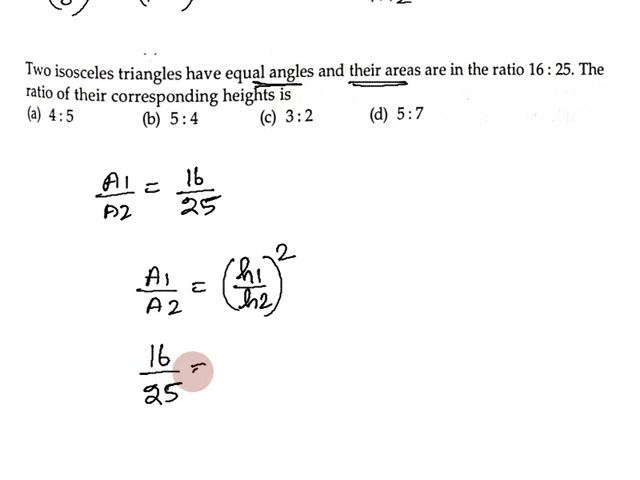 Two isosceles triangles have equal angles and their areas are in the ratio 16 : 25. The
ratio of their corresponding heights is
(a) 4 : 5 (b) 5 : 4 (c) 3 : 2 (d) 5 : 7
A1/A2 = 16/25
A1/A2 = (h1/h2)²
16/25 =